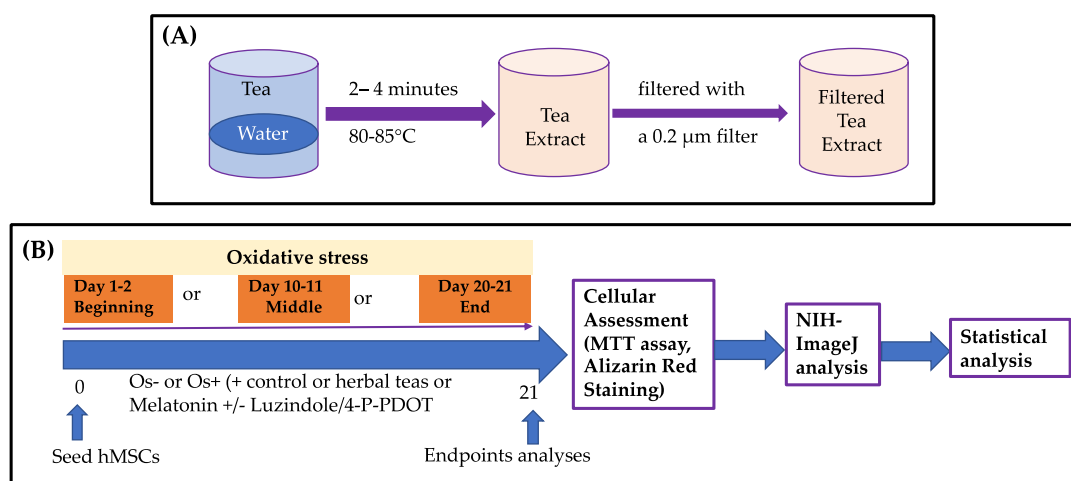 (A)
Tea
Water
2– 4 minutes
80-85°C
Tea
Extract
filtered with
a 0.2 µm filter
Filtered
Tea
Extract
(B)
Oxidative stress
Day 1-2
Beginning
or
Day 10-11
Middle
or
Day 20-21
End
0
Os- or Os+ (+ control or herbal teas or
Melatonin +/- Luzindole/4-P-PDOT
21
Seed hMSCs
Endpoints analyses
Cellular
Assessment
(MTT assay,
Alizarin Red
Staining)
NIH-
ImageJ
analysis
Statistical
analysis